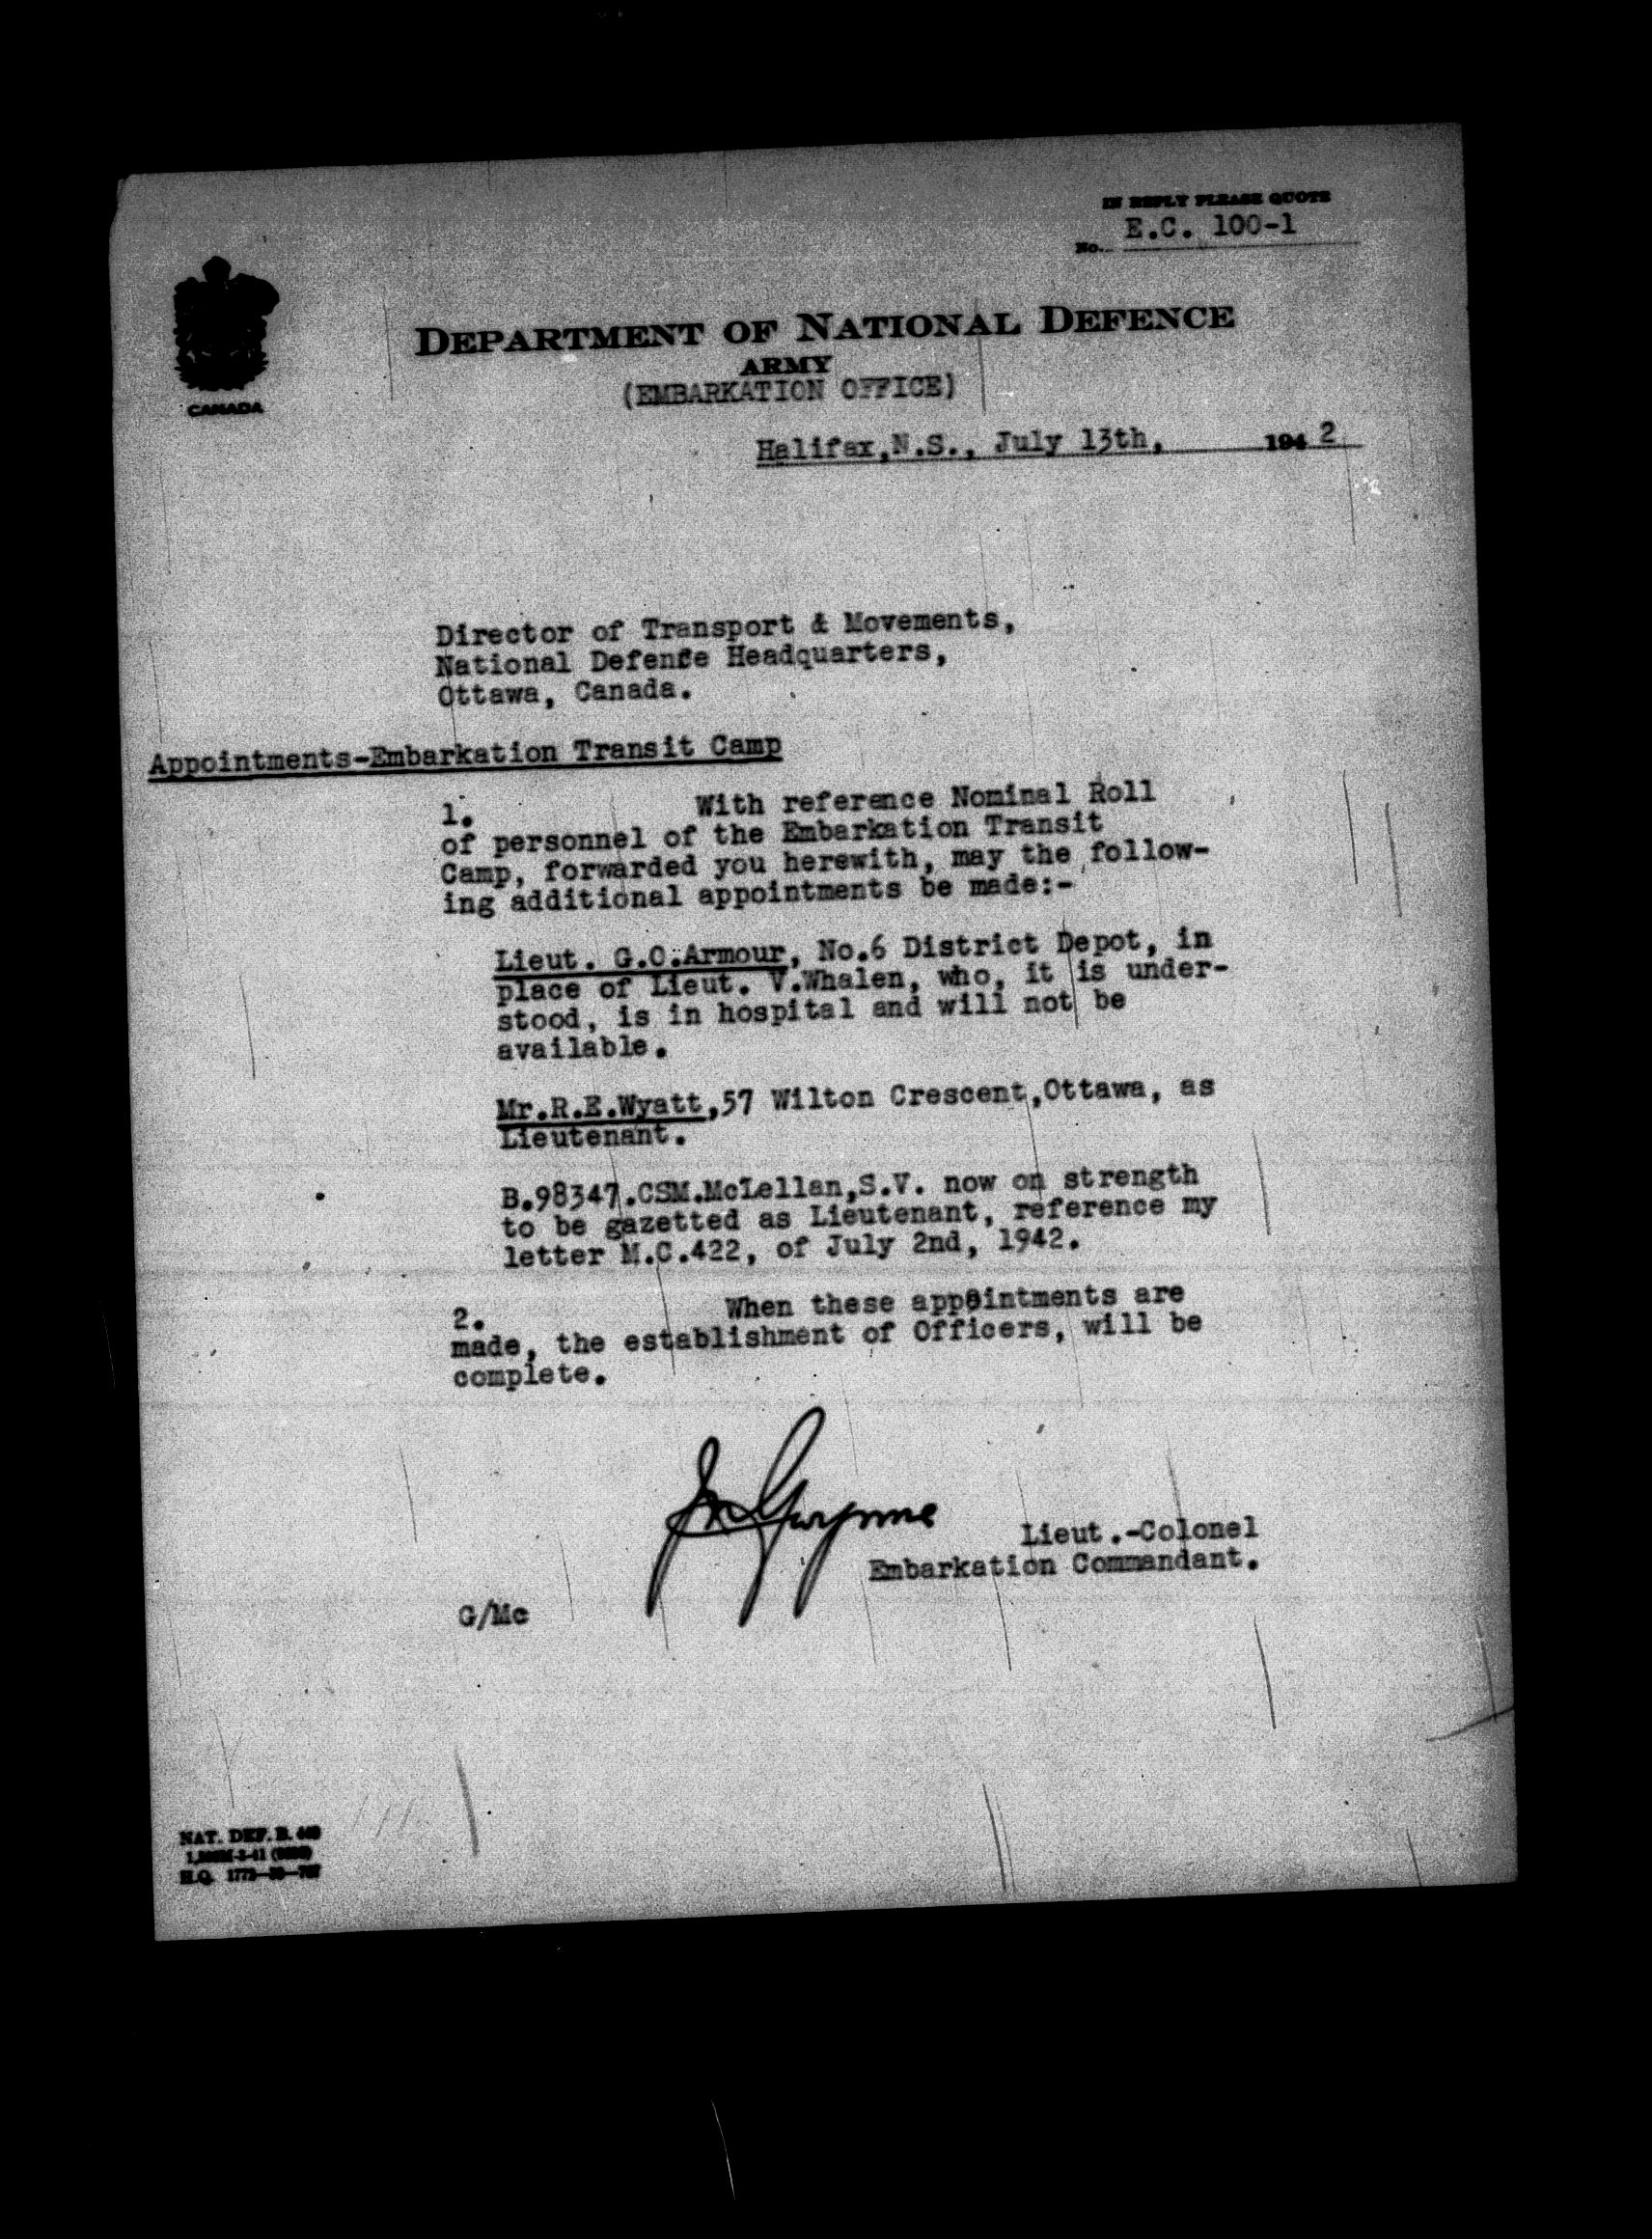 IN REPLY PLEASE QUOTE
No. E.C. 100-1
CANADA
DEPARTMENT OF NATIONAL DEFENCE
ARMY
(EMBARKATION OFFICE)
Halifax,N.S., July 13th, 1942
Director of Transport & Movements,
National Defence Headquarters,
Ottawa, Canada.
Appointments-Embarkation Transit Camp
1. With reference Nominal Roll
of personnel of the Embarkation Transit
Camp, forwarded you herewith, may the follow-
ing additional appointments be made:-
Lieut. G.C.Armour, No.6 District Depot, in
place of Lieut. V.Whalen, who, it is under-
stood, is in hospital and will not be
available.
Mr.R.E.Wyatt,57 Wilton Crescent,Ottawa, as
Lieutenant.
B.98347.CSM.McLellan,S.V. now on strength
to be gazetted as Lieutenant, reference my
letter M.C.422, of July 2nd, 1942.
2. When these appointments are
made, the establishment of Officers, will be
complete.
Gwynne
Lieut.-Colonel
Embarkation Commandant.
G/Mc
NAT. DEF. B.
H.Q.